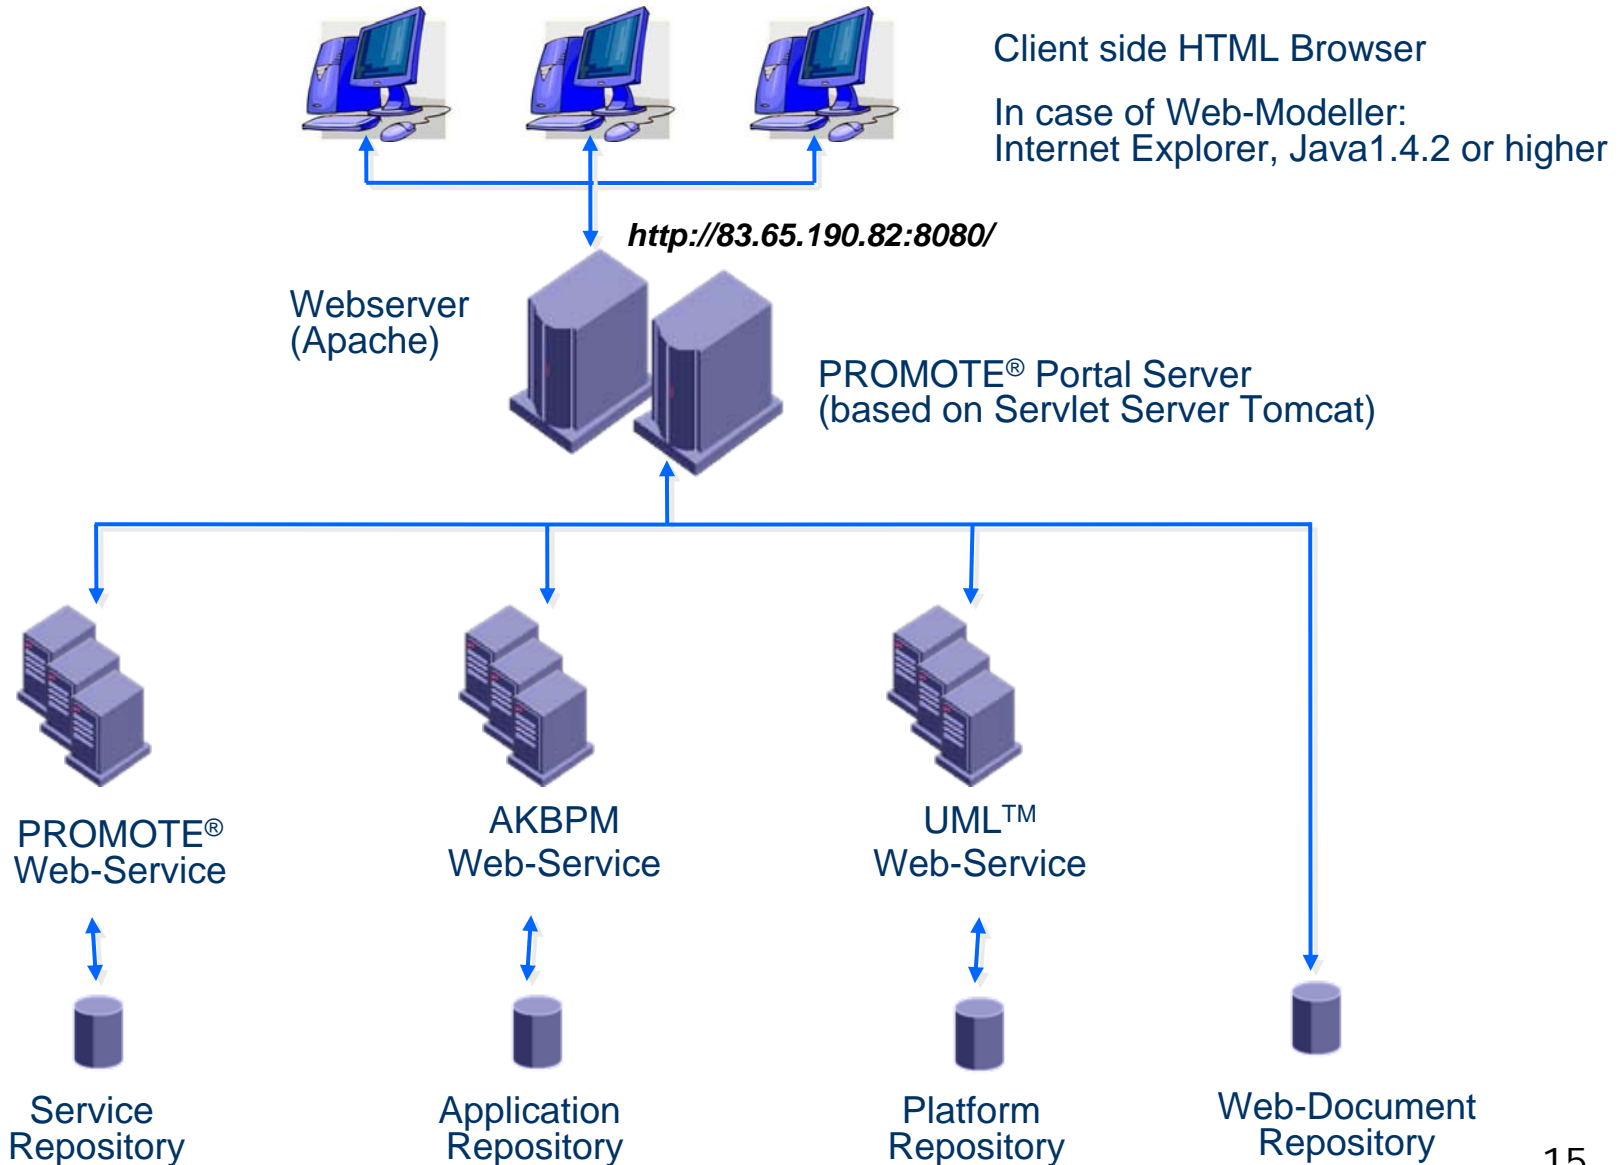 Client side HTML Browser
In case of Web-Modeller:
Internet Explorer, Java1.4.2 or higher
http://83.65.190.82:8080/
Webserver
(Apache)
PROMOTE® Portal Server
(based on Servlet Server Tomcat)
PROMOTE®
Web-Service
AKBPM
Web-Service
UML™
Web-Service
Service
Repository
Application
Repository
Platform
Repository
Web-Document
Repository
15